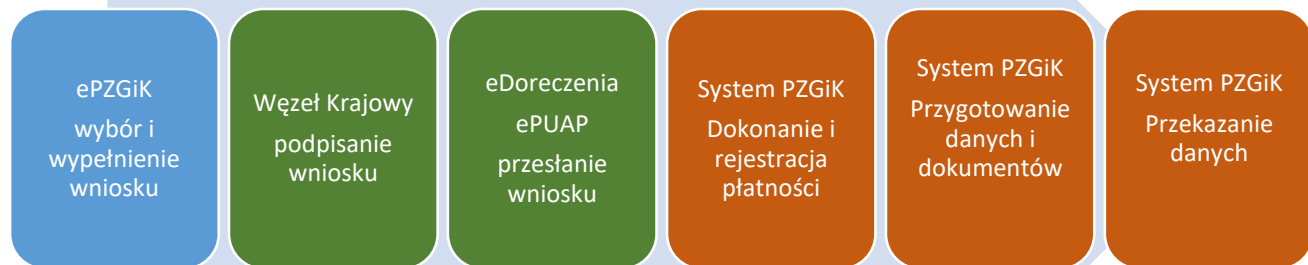 ePZGiK
wybór i
wypełnienie
wniosku
Węzeł Krajowy
podpisanie
wniosku
eDoreczenia
ePUAP
przesłanie
wniosku
System PZGiK
Dokonanie i
rejestracja
płatności
System PZGiK
Przygotowanie
danych i
dokumentów
System PZGiK
Przekazanie
danych